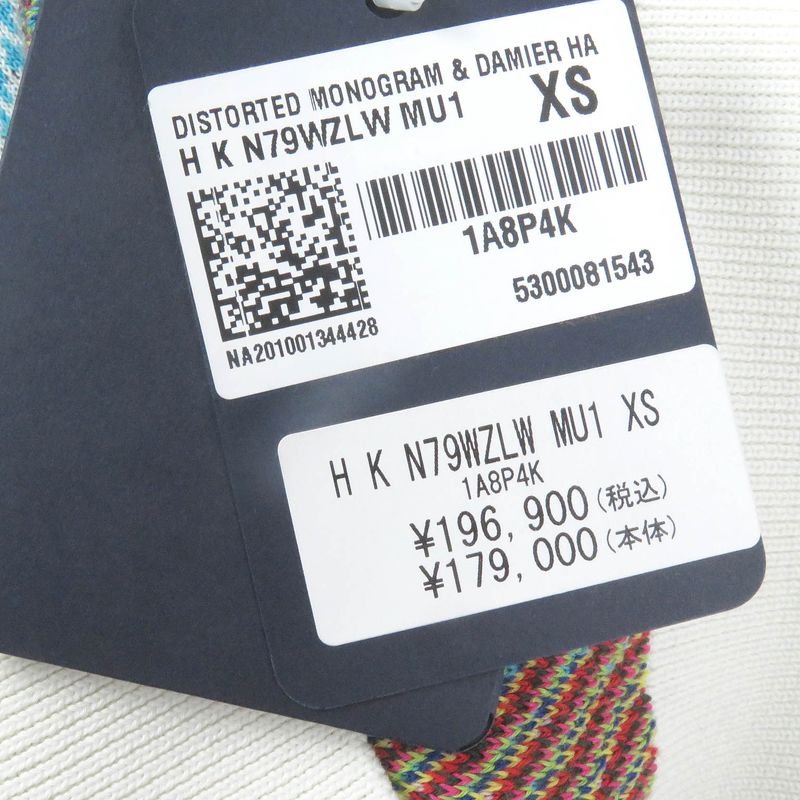 DISTORTED MONOGRAM & DAMIER HA
H K N79WZLW MU1 XS
1A8P4K
5300081543
NA201001344428
H K N79WZLW MU1 XS
1A8P4K
¥196,900(税込)
¥179,000(本体)